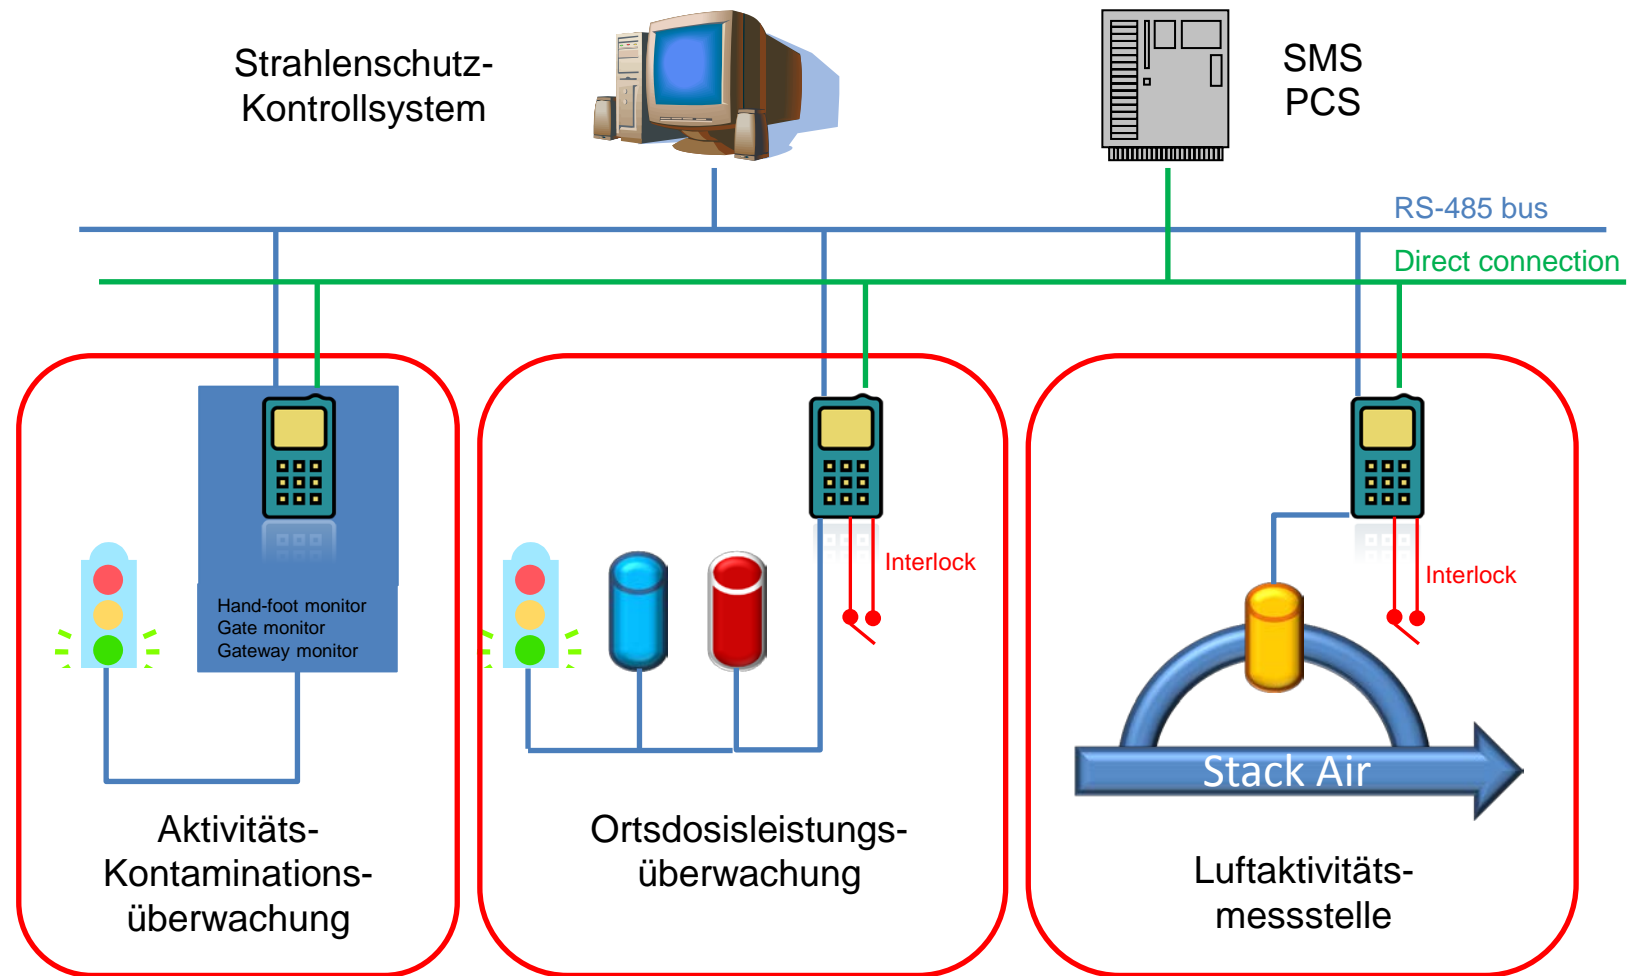 Strahlenschutz-
Kontrollsystem
SMS
PCS
RS-485 bus
Direct connection
Interlock
Interlock
Hand-foot monitor
Gate monitor
Gateway monitor
Stack Air
Aktivitäts-
Kontaminations-
überwachung
Ortsdosisleistungs-
überwachung
Luftaktivitäts-
messstelle